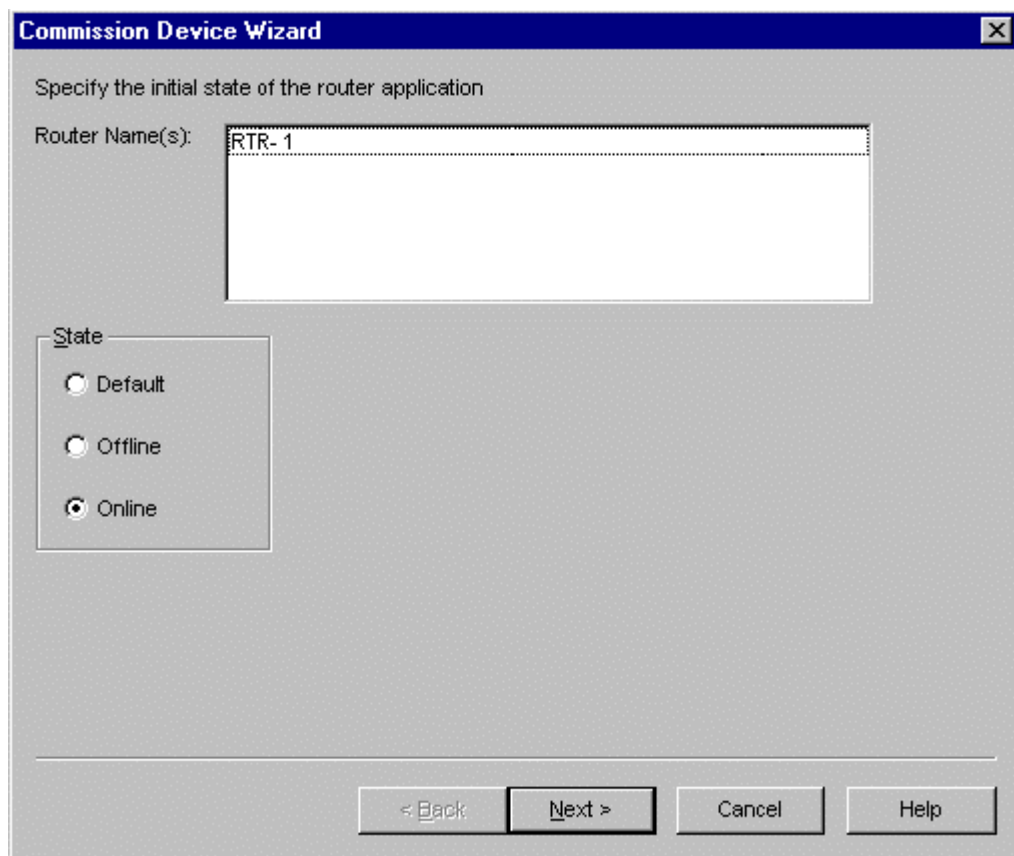 Commission Device Wizard
Specify the initial state of the router application
Router Name(s):
RTR- 1
State
Default
Offline
Online
< Back Next > Cancel Help